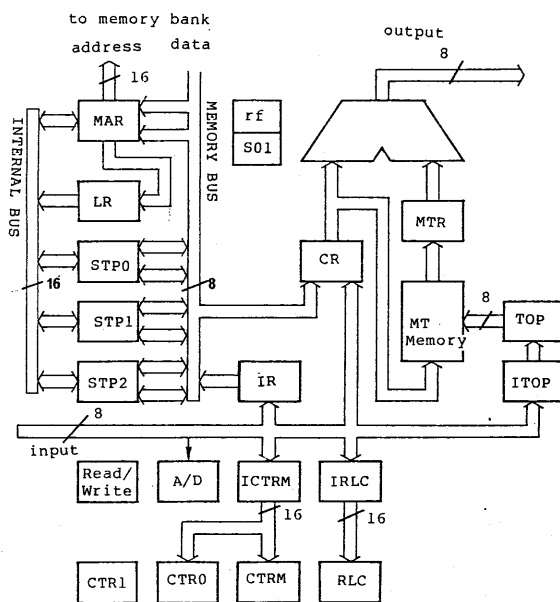 to memory bank
address data
output
16
8
MAR
rf
S01
INTERNAL BUS
MEMORY BUS
LR
MTR
CR
STP0
16
8
STP1
MT
Memory
8
TOP
STP2
IR
ITOP
8
input
Read/
Write
A/D
ICTRM
IRLC
16
16
CTR1
CTR0
CTRM
RLC